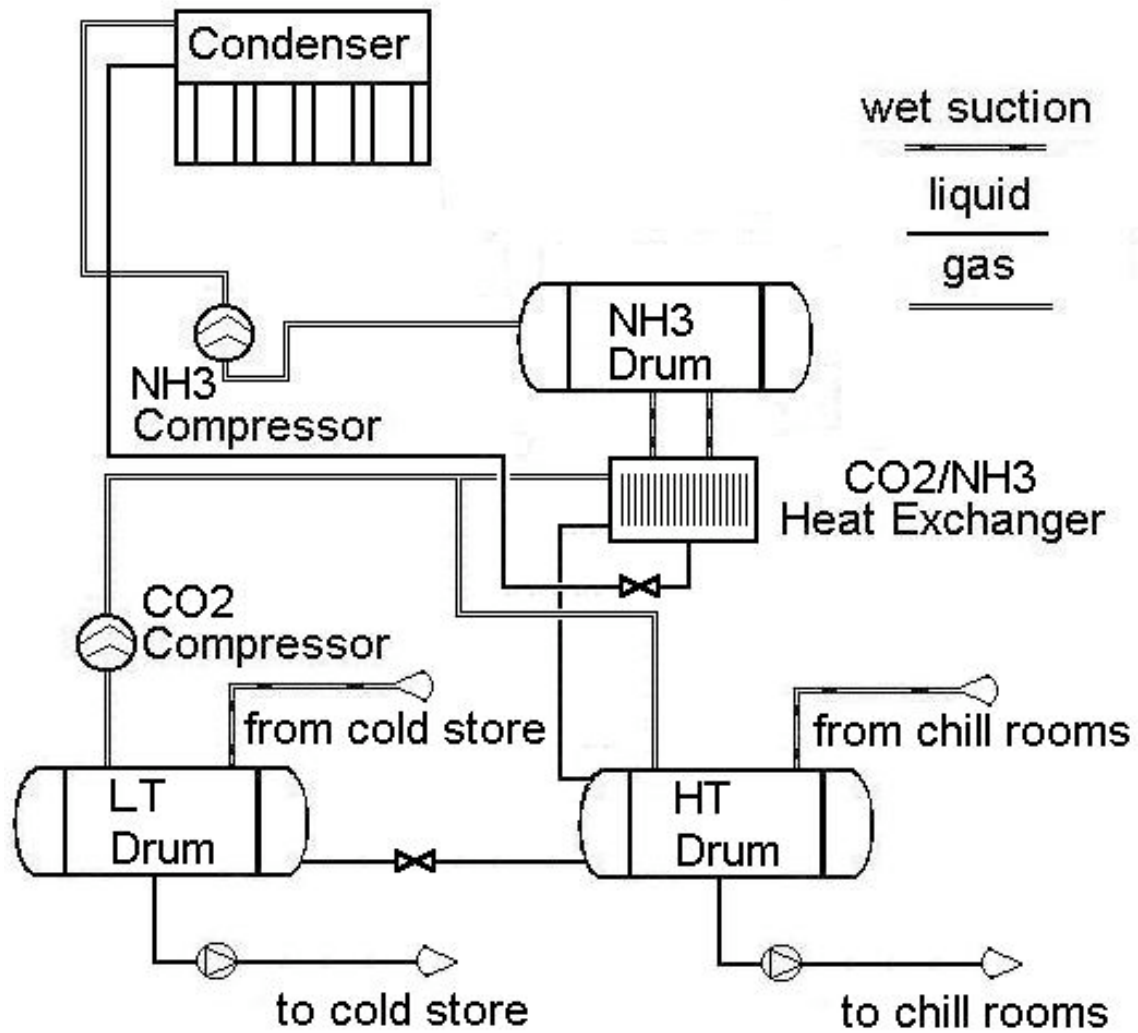 Condenser
wet suction
liquid
gas
NH3
Drum
NH3
Compressor
CO2/NH3
Heat Exchanger
CO2
Compressor
from cold store
from chill rooms
LT
Drum
HT
Drum
to cold store
to chill rooms